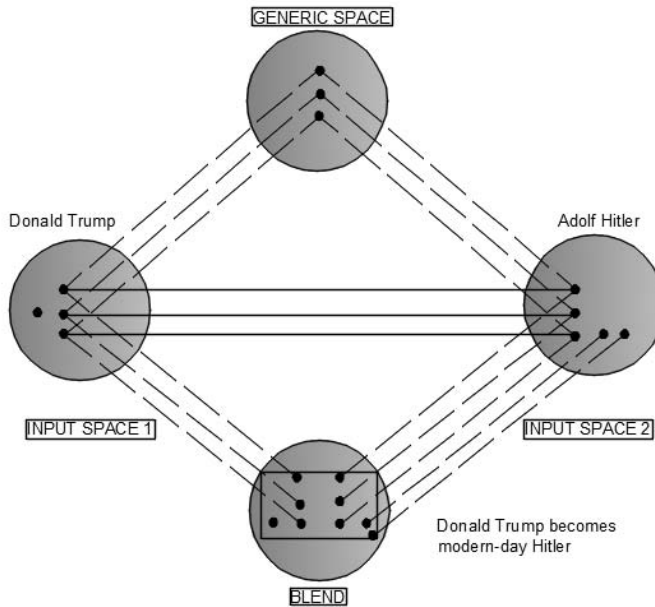 GENERIC SPACE
Donald Trump
Adolf Hitler
INPUT SPACE 1
INPUT SPACE 2
Donald Trump becomes
modern-day Hitler
BLEND